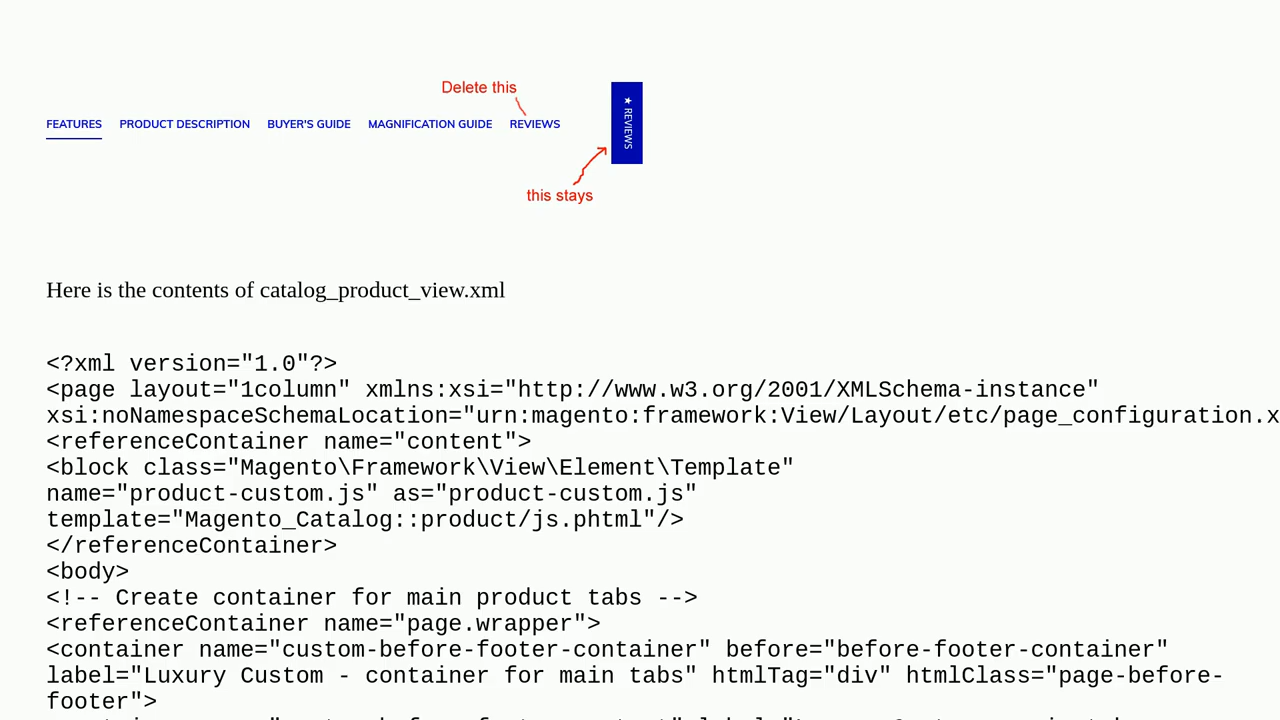 Delete this
FEATURES PRODUCT DESCRIPTION BUYER'S GUIDE MAGNIFICATION GUIDE REVIEWS
★ REVIEWS
this stays
Here is the contents of catalog_product_view.xml
<?xml version="1.0"?>
<page layout="1column" xmlns:xsi="http://www.w3.org/2001/XMLSchema-instance"
xsi:noNamespaceSchemaLocation="urn:magento:framework:View/Layout/etc/page_configuration.x
<referenceContainer name="content">
<block class="Magento\Framework\View\Element\Template"
name="product-custom.js" as="product-custom.js"
template="Magento_Catalog::product/js.phtml"/>
</referenceContainer>
<body>
<!-- Create container for main product tabs -->
<referenceContainer name="page.wrapper">
<container name="custom-before-footer-container" before="before-footer-container"
label="Luxury Custom - container for main tabs" htmlTag="div" htmlClass="page-before-
footer">